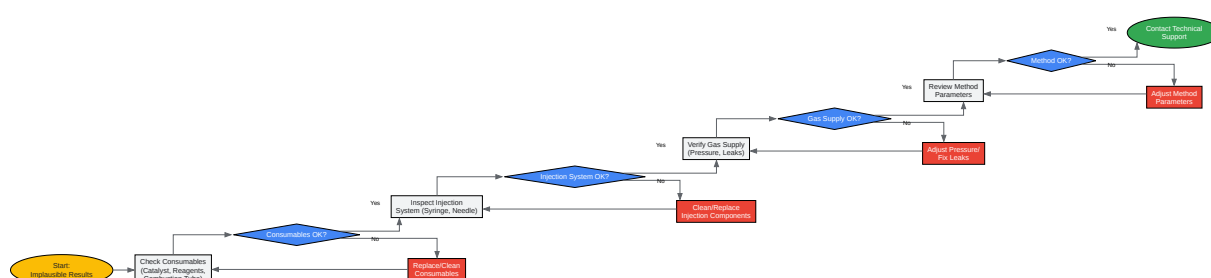 Contact Technical
Support
Yes
Method OK?
No
Review Method
Parameters
Yes
Adjust Method
Parameters
Gas Supply OK?
No
Verify Gas Supply
(Pressure, Leaks)
Yes
Adjust Pressure/
Fix Leaks
Injection System OK?
No
Inspect Injection
System (Syringe, Needle)
Yes
Clean/Replace
Injection Components
Consumables OK?
No
Check Consumables
(Catalyst, Reagents,
Combustion Tube)
Start:
Implausible Results
Replace/Clean
Consumables